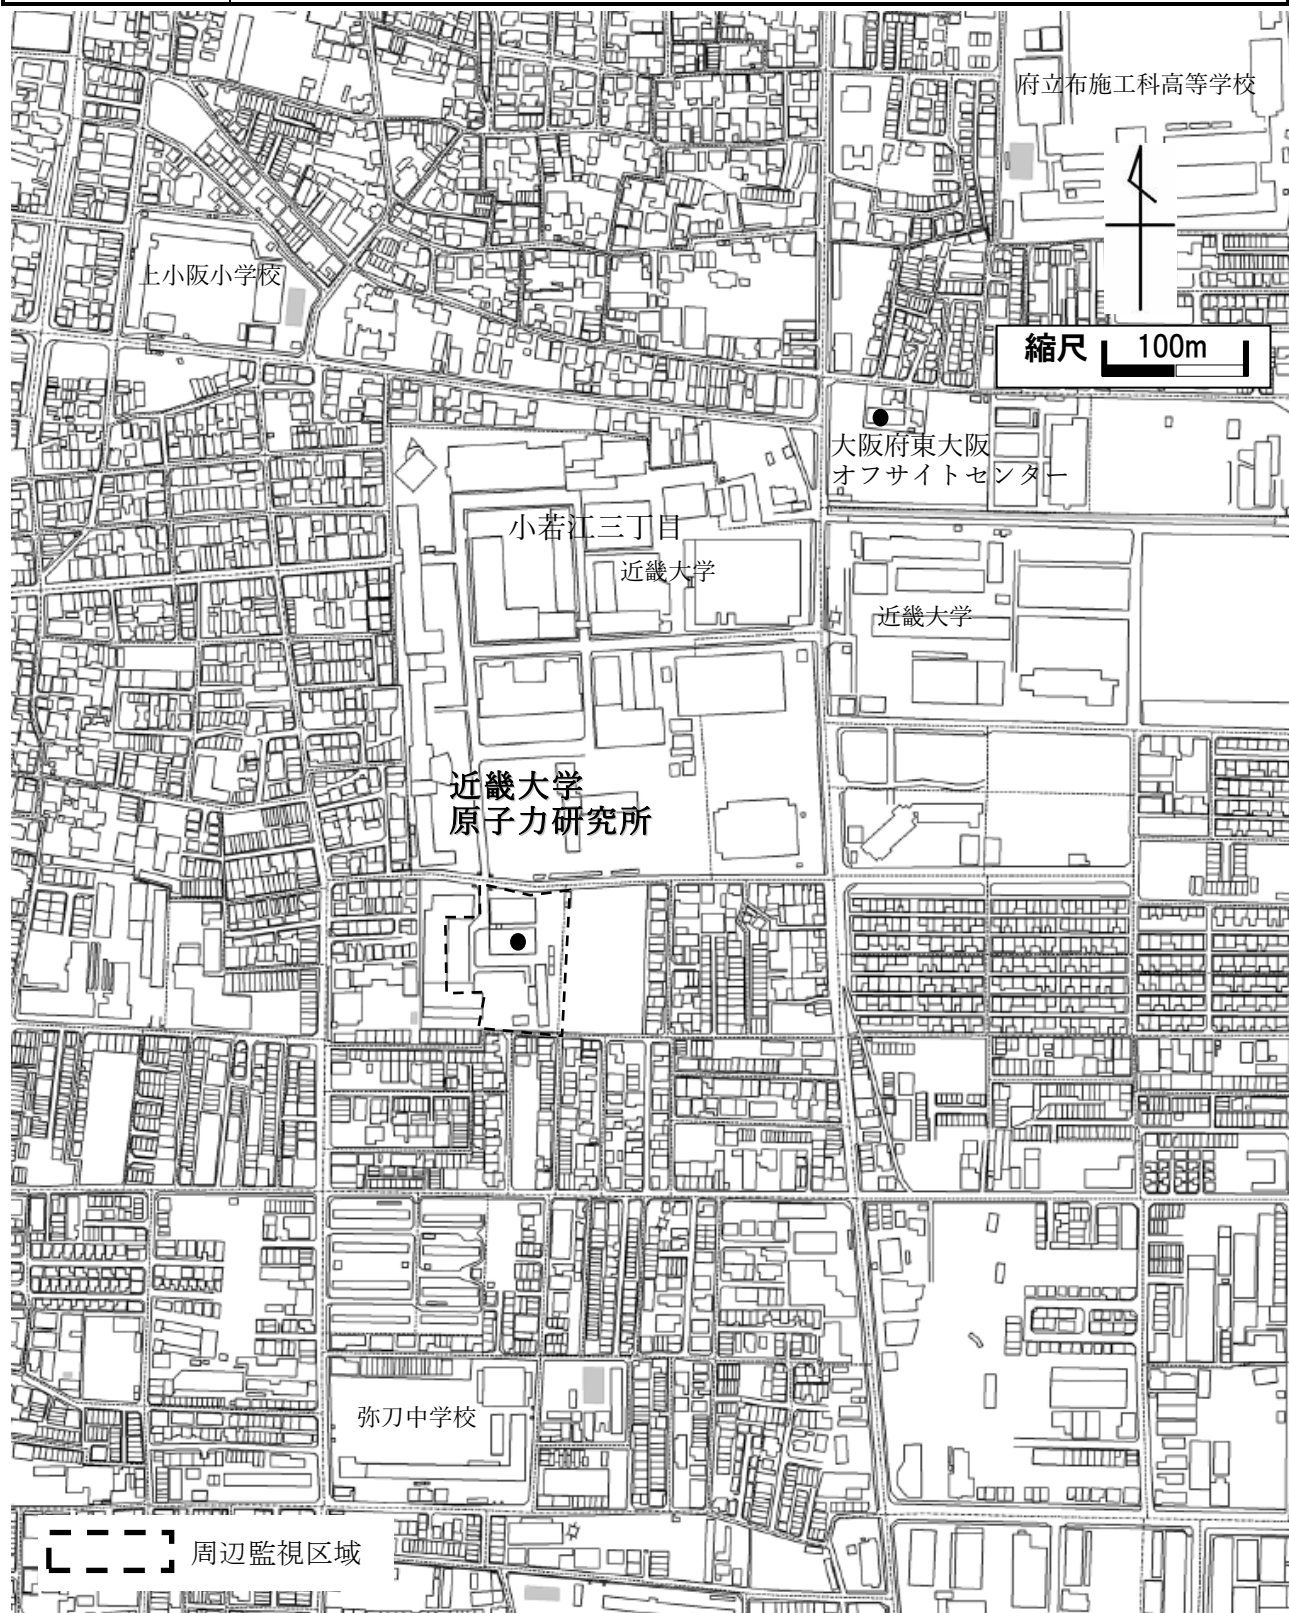 府立布施工科高等学校
上小阪小学校
縮尺 100m
大阪府東大阪
オフサイトセンター
小若江三丁目
近畿大学
近畿大学
近畿大学
原子力研究所
弥刀中学校
周辺監視区域